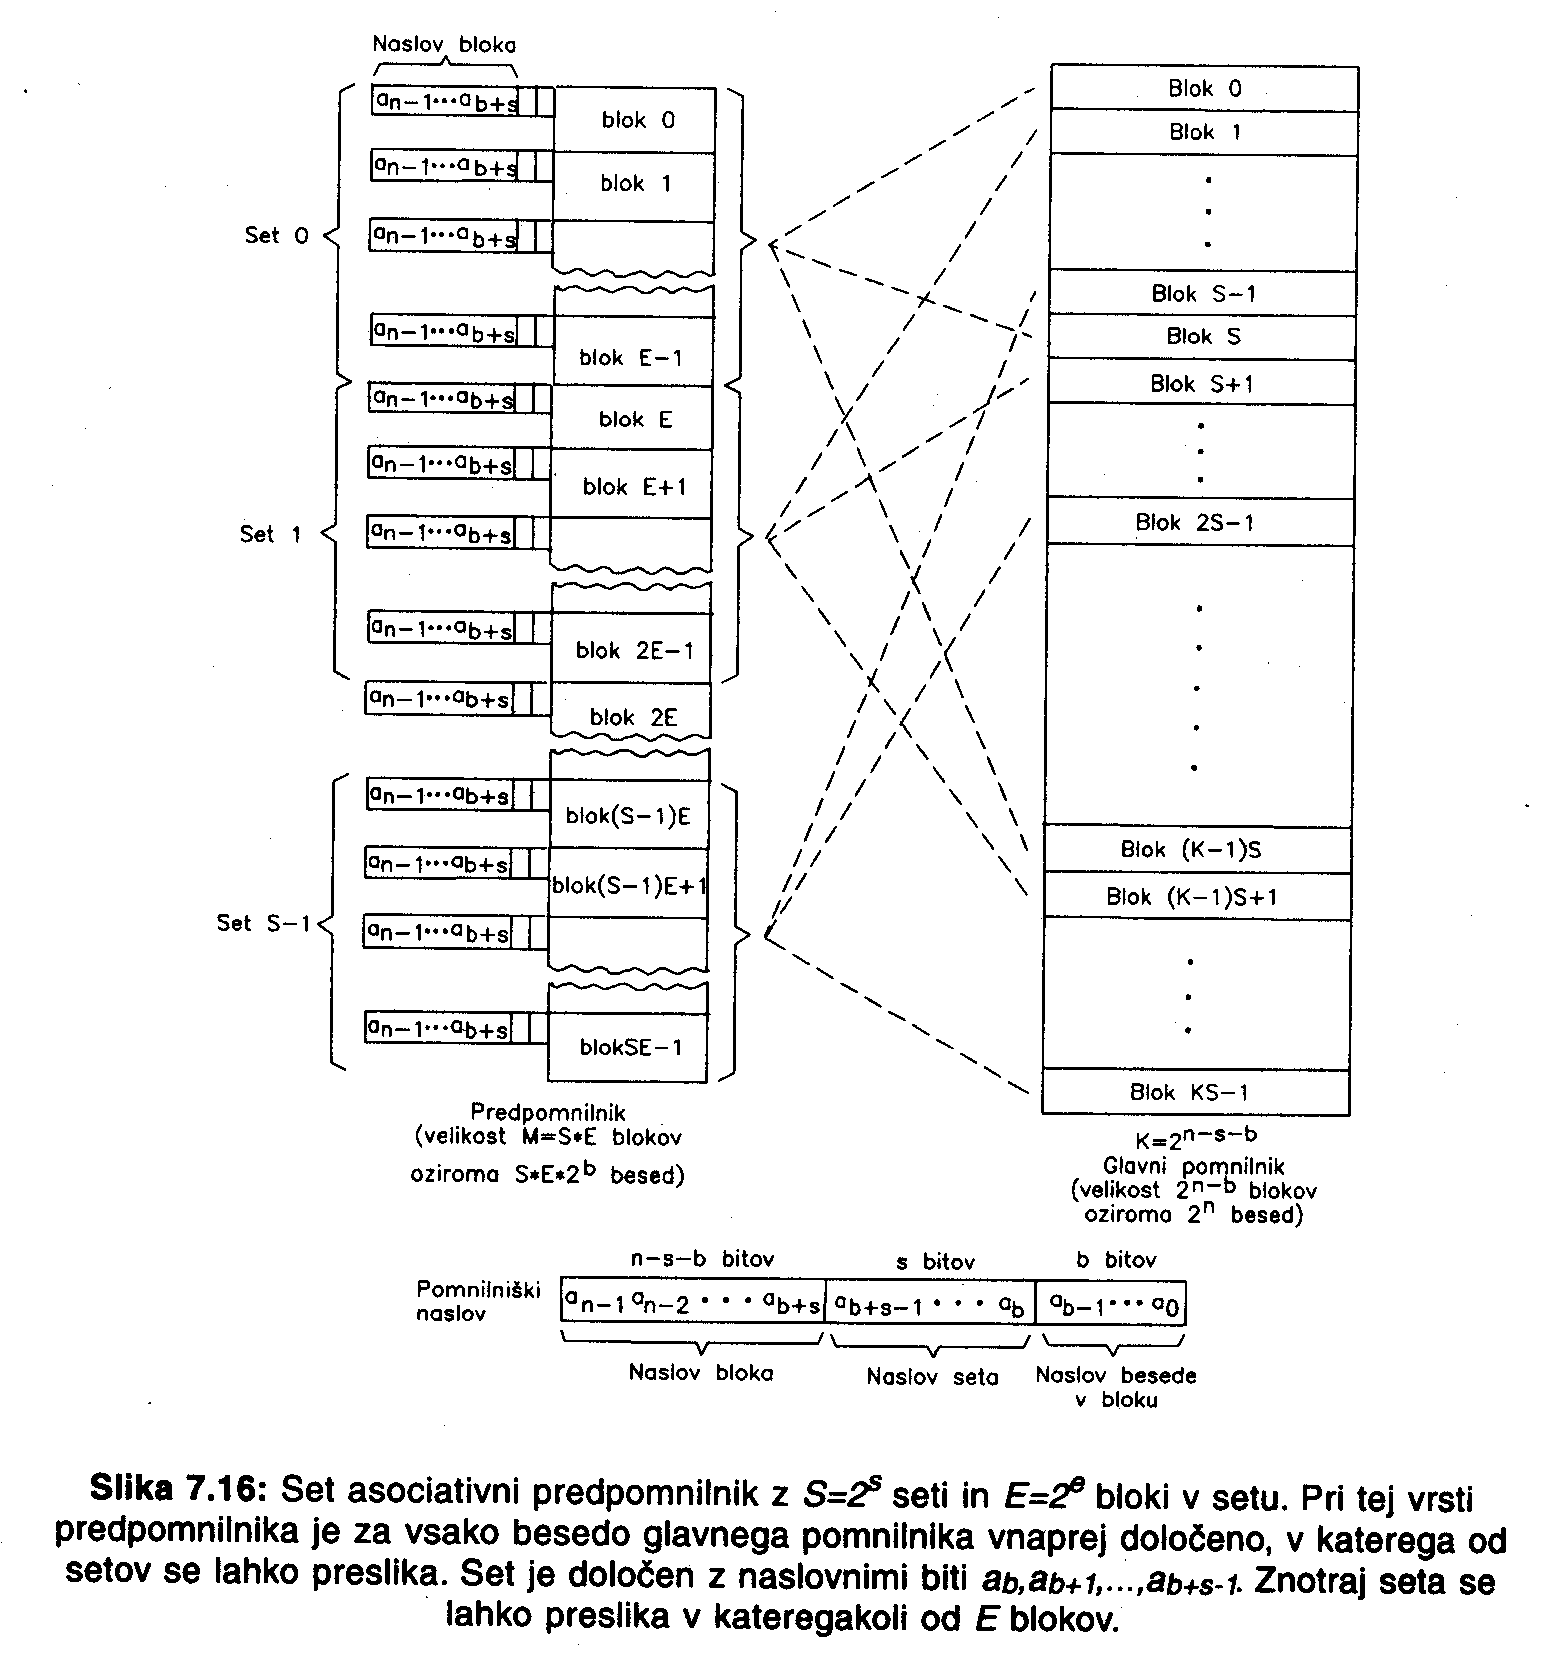 Naslov bloka
an-1···ab+s
blok 0
an-1···ab+s
blok 1
Set 0
an-1···ab+s
an-1···ab+s
blok E-1
an-1···ab+s
blok E
an-1···ab+s
blok E+1
Set 1
an-1···ab+s
an-1···ab+s
blok 2E-1
an-1···ab+s
blok 2E
an-1···ab+s
blok(S-1)E
an-1···ab+s
blok(S-1)E+1
Set S-1
an-1···ab+s
an-1···ab+s
blokSE-1
Predpomnilnik
(velikost M=S*E blokov
oziroma S*E*2^b besed)
Blok 0
Blok 1
Blok S-1
Blok S
Blok S+1
Blok 2S-1
Blok (K-1)S
Blok (K-1)S+1
Blok KS-1
K=2^n-s-b
Glavni pomnilnik
(velikost 2^n-b blokov
oziroma 2^n besed)
n-s-b bitov s bitov b bitov
Pomnilniški
naslov
an-1 an-2 · · · ab+s ab+s-1 · · · ab ab-1··· a0
Naslov bloka Naslov seta Naslov besede
v bloku
Slika 7.16: Set asociativni predpomnilnik z S=2^s seti in E=2^e bloki v setu. Pri tej vrsti
predpomnilnika je za vsako besedo glavnega pomnilnika vnaprej določeno, v katerega od
setov se lahko preslika. Set je določen z naslovnimi biti ab,ab+1,...,ab+s-1. Znotraj seta se
lahko preslika v kateregakoli od E blokov.